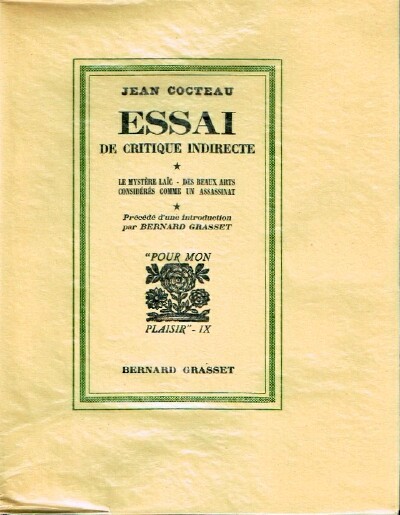 JEAN COCTEAU
ESSAI
DE CRITIQUE INDIRECTE
LE MYSTÈRE LAÏC - DES BEAUX ARTS
CONSIDÉRÉS COMME UN ASSASSINAT
Précédé d'une introduction
par BERNARD GRASSET
"POUR MON
PLAISIR" - IX
BERNARD GRASSET